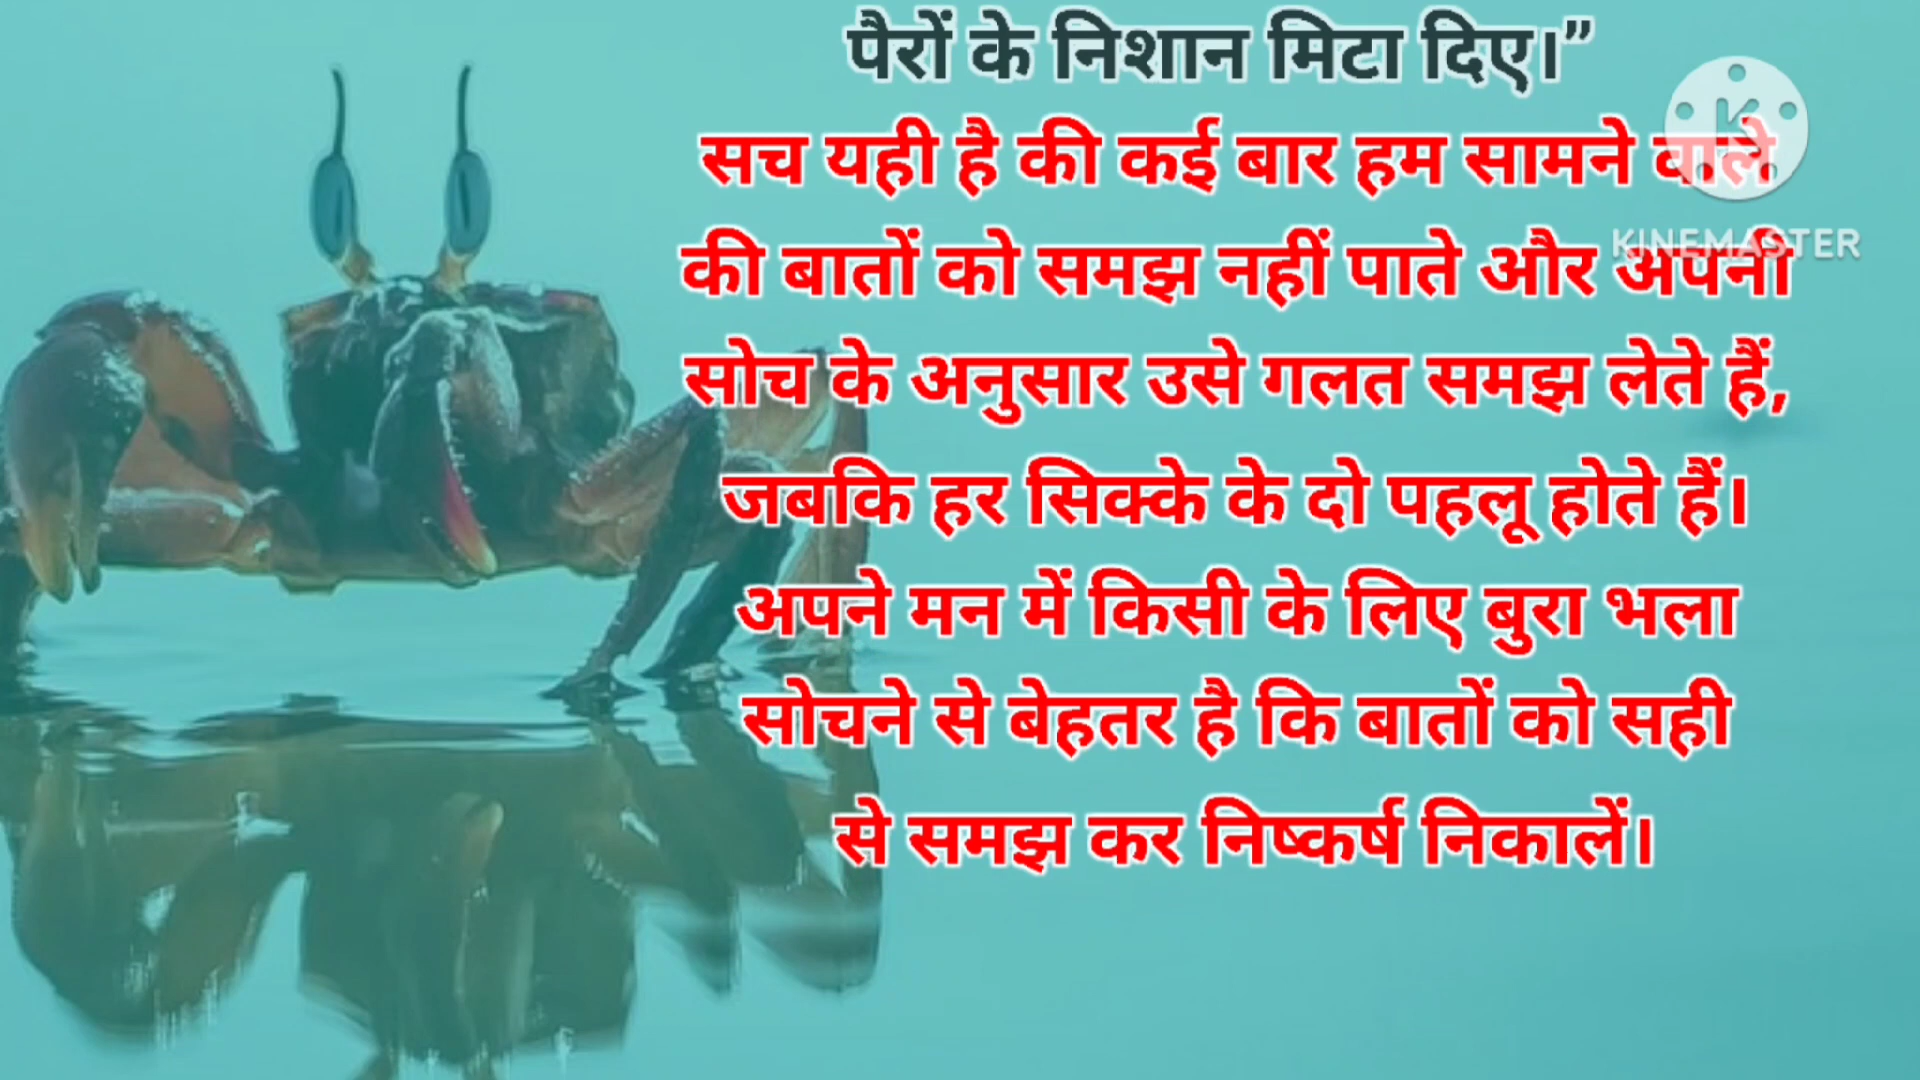 पैरों के निशान मिटा दिए।”
सच यही है की कई बार हम सामने वाले
की बातों को समझ नहीं पाते और अपनी
सोच के अनुसार उसे गलत समझ लेते हैं,
जबकि हर सिक्के के दो पहलू होते हैं।
अपने मन में किसी के लिए बुरा भला
सोचने से बेहतर है कि बातों को सही
से समझ कर निष्कर्ष निकालें।
K
KINEMASTER